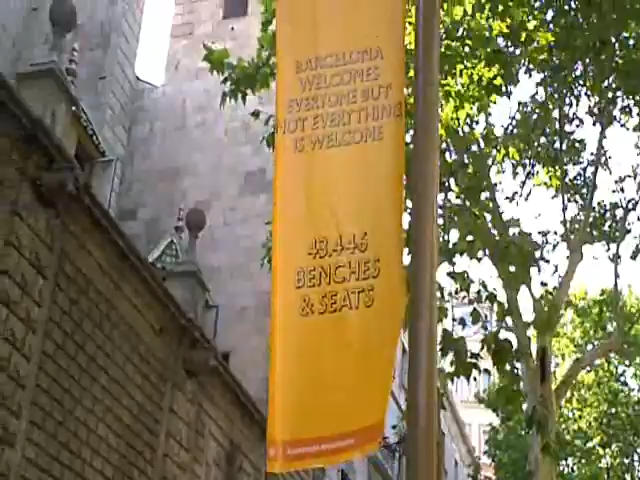 BARCELONA
WELCOMES
EVERYONE BUT
NOT EVERYTHING
IS WELCOME
43.446
BENCHES
& SEATS